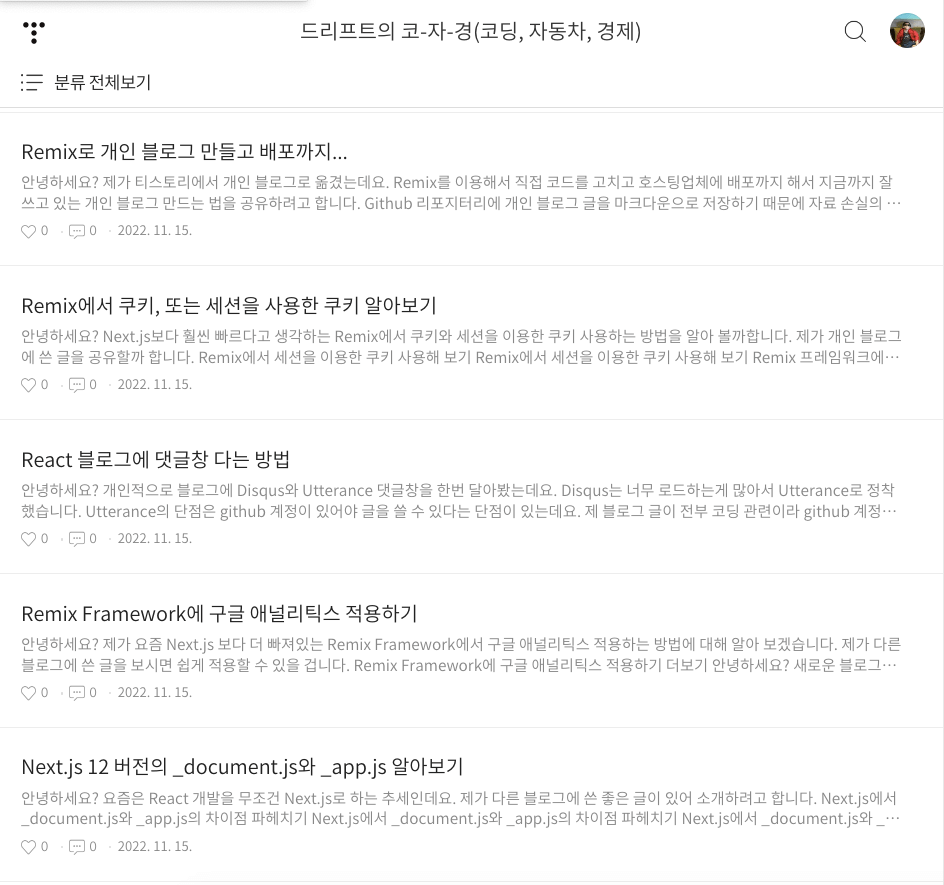 드리프트의 코-자-경(코딩, 자동차, 경제)
분류 전체보기
Remix로 개인 블로그 만들고 배포까지...
안녕하세요? 제가 티스토리에서 개인 블로그로 옮겼는데요. Remix를 이용해서 직접 코드를 고치고 호스팅업체에 배포까지 해서 지금까지 잘
쓰고 있는 개인 블로그 만드는 법을 공유하려고 합니다. Github 리포지터리에 개인 블로그 글을 마크다운으로 저장하기 때문에 자료 손실의 …
0 · 0 · 2022. 11. 15.
Remix에서 쿠키, 또는 세션을 사용한 쿠키 알아보기
안녕하세요? Next.js보다 훨씬 빠르다고 생각하는 Remix에서 쿠키와 세션을 이용한 쿠키 사용하는 방법을 알아 볼까합니다. 제가 개인 블로그
에 쓴 글을 공유할까 합니다. Remix에서 세션을 이용한 쿠키 사용해 보기 Remix에서 세션을 이용한 쿠키 사용해 보기 Remix 프레임워크에…
0 · 0 · 2022. 11. 15.
React 블로그에 댓글창 다는 방법
안녕하세요? 개인적으로 블로그에 Disqus와 Utterance 댓글창을 한번 달아봤는데요. Disqus는 너무 로드하는게 많아서 Utterance로 정착
했습니다. Utterance의 단점은 github 계정이 있어야 글을 쓸 수 있다는 단점이 있는데요. 제 블로그 글이 전부 코딩 관련이라 github 계정…
0 · 0 · 2022. 11. 15.
Remix Framework에 구글 애널리틱스 적용하기
안녕하세요? 제가 요즘 Next.js 보다 더 빠져있는 Remix Framework에서 구글 애널리틱스 적용하는 방법에 대해 알아 보겠습니다. 제가 다른
블로그에 쓴 글을 보시면 쉽게 적용할 수 있을 겁니다. Remix Framework에 구글 애널리틱스 적용하기 더보기 안녕하세요? 새로운 블로그…
0 · 0 · 2022. 11. 15.
Next.js 12 버전의 _document.js와 _app.js 알아보기
안녕하세요? 요즘은 React 개발을 무조건 Next.js로 하는 추세인데요. 제가 다른 블로그에 쓴 좋은 글이 있어 소개하려고 합니다. Next.js에서
_document.js와 _app.js의 차이점 파헤치기 Next.js에서 _document.js와 _app.js의 차이점 파헤치기 Next.js에서 _document.js와 _…
0 · 0 · 2022. 11. 15.